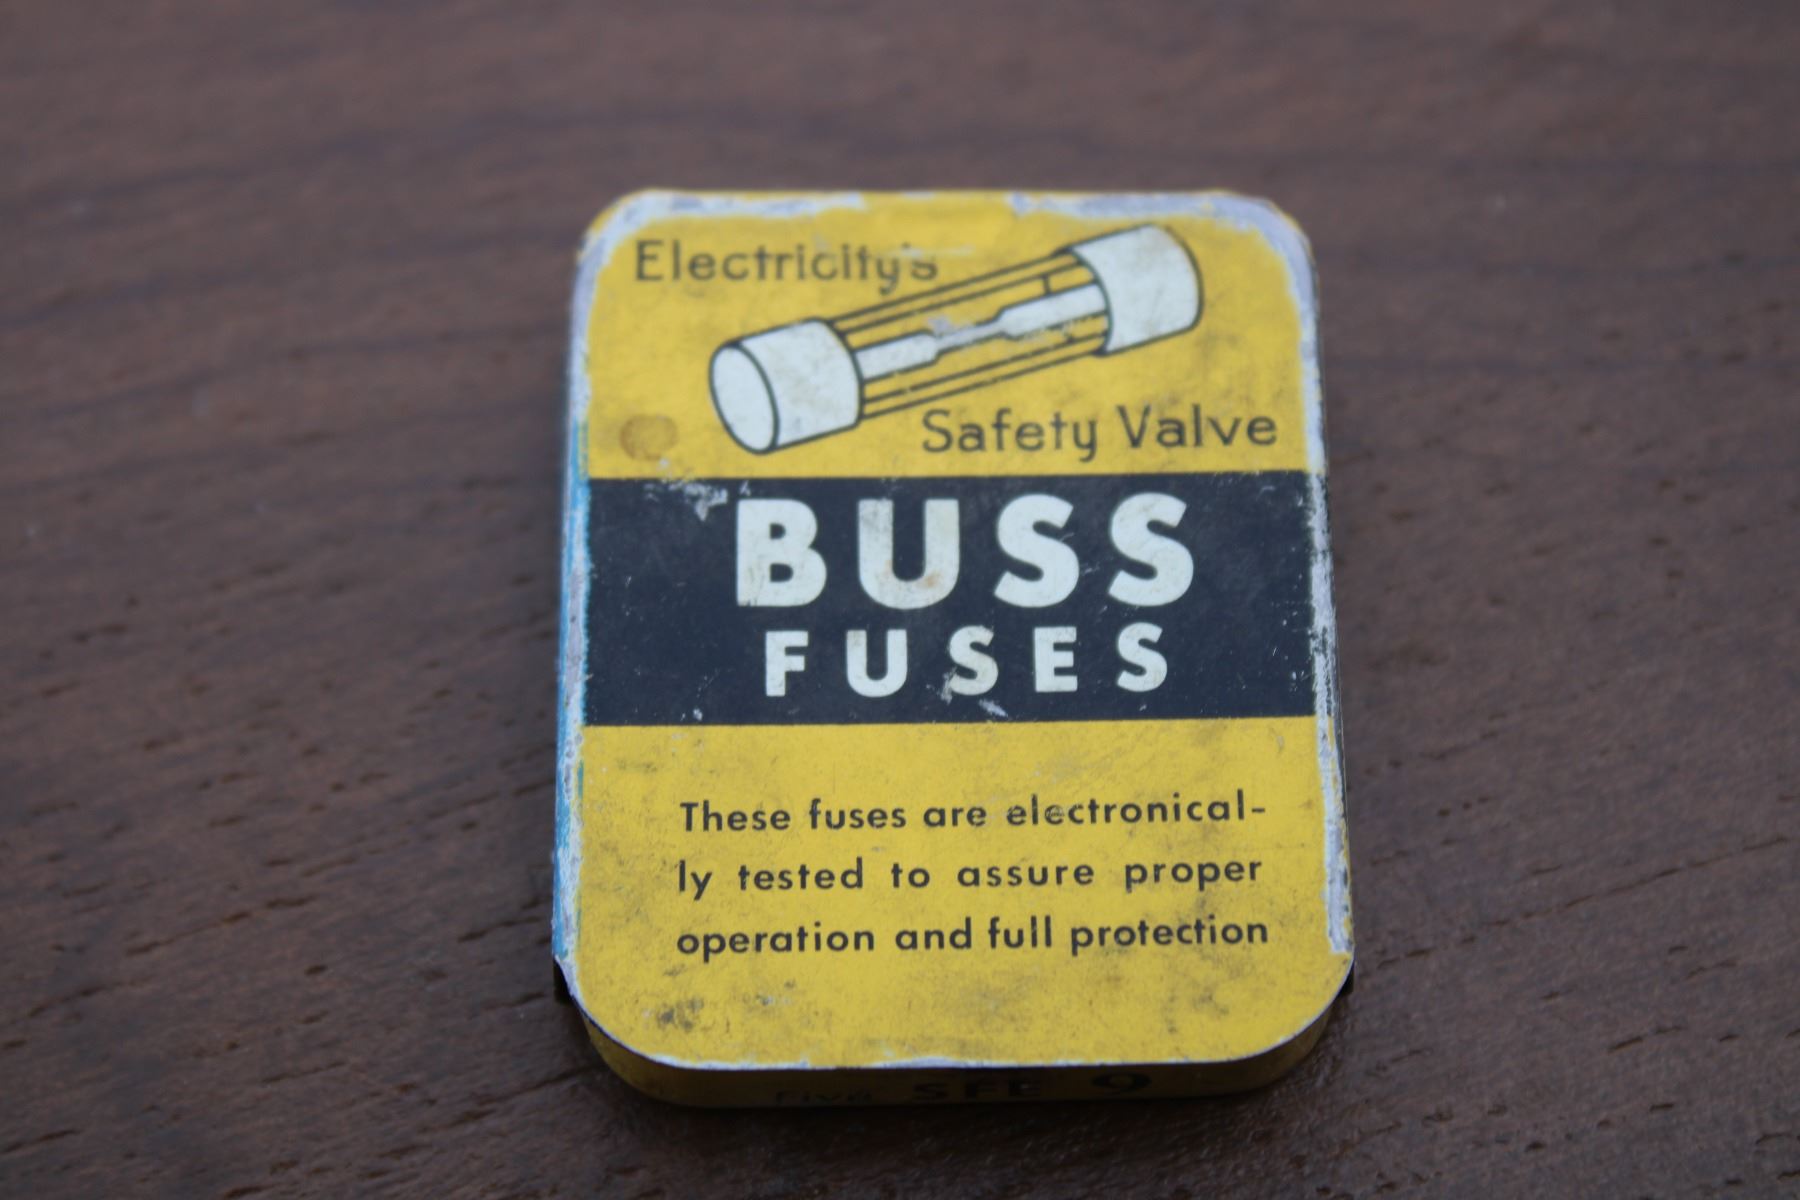 Electricity's
Safety Valve
BUSS
FUSES
These fuses are electronical-
ly tested to assure proper
operation and full protection
Five SFE 9